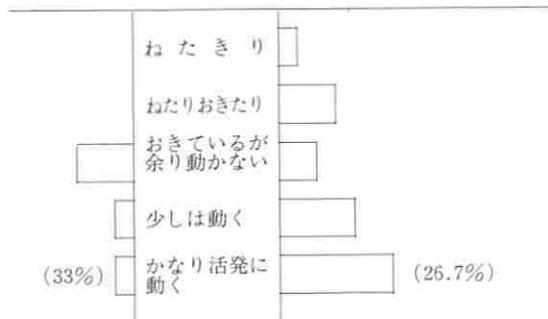 ねたきり
ねたりおきたり
おきているが
余り動かない
少しは動く
(33%)
かなり活発に
動く
(26.7%)